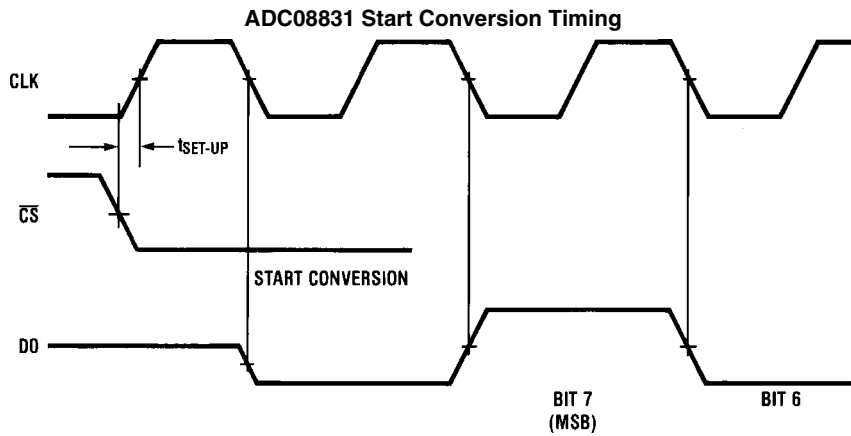 ADC08831 Start Conversion Timing
CLK
tSET-UP
CS
START CONVERSION
DO
BIT 7
(MSB)
BIT 6